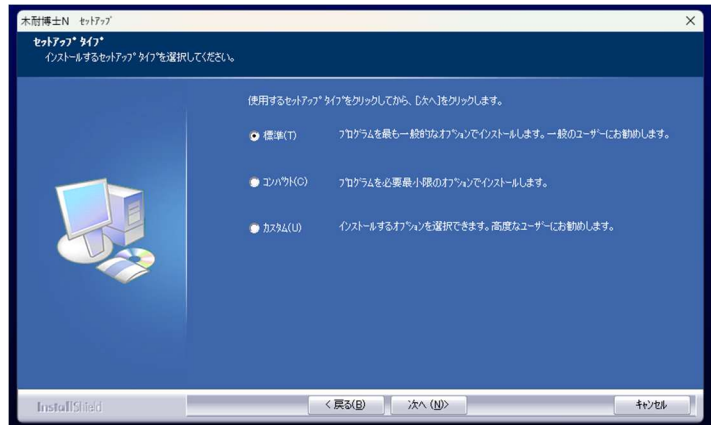 木耐博士N セットアップ
セットアップ タイプ
インストールするセットアップ タイプを選択してください。
使用するセットアップ タイプをクリックしてから、[次へ]をクリックします。
標準(T) プログラムを最も一般的なオプションでインストールします。一般のユーザーにお勧めします。
コンパクト(C) プログラムを必要最小限のオプションでインストールします。
カスタム(U) インストールするオプションを選択できます。高度なユーザーにお勧めします。
InstallShield
< 戻る(B) 次へ (N)> キャンセル